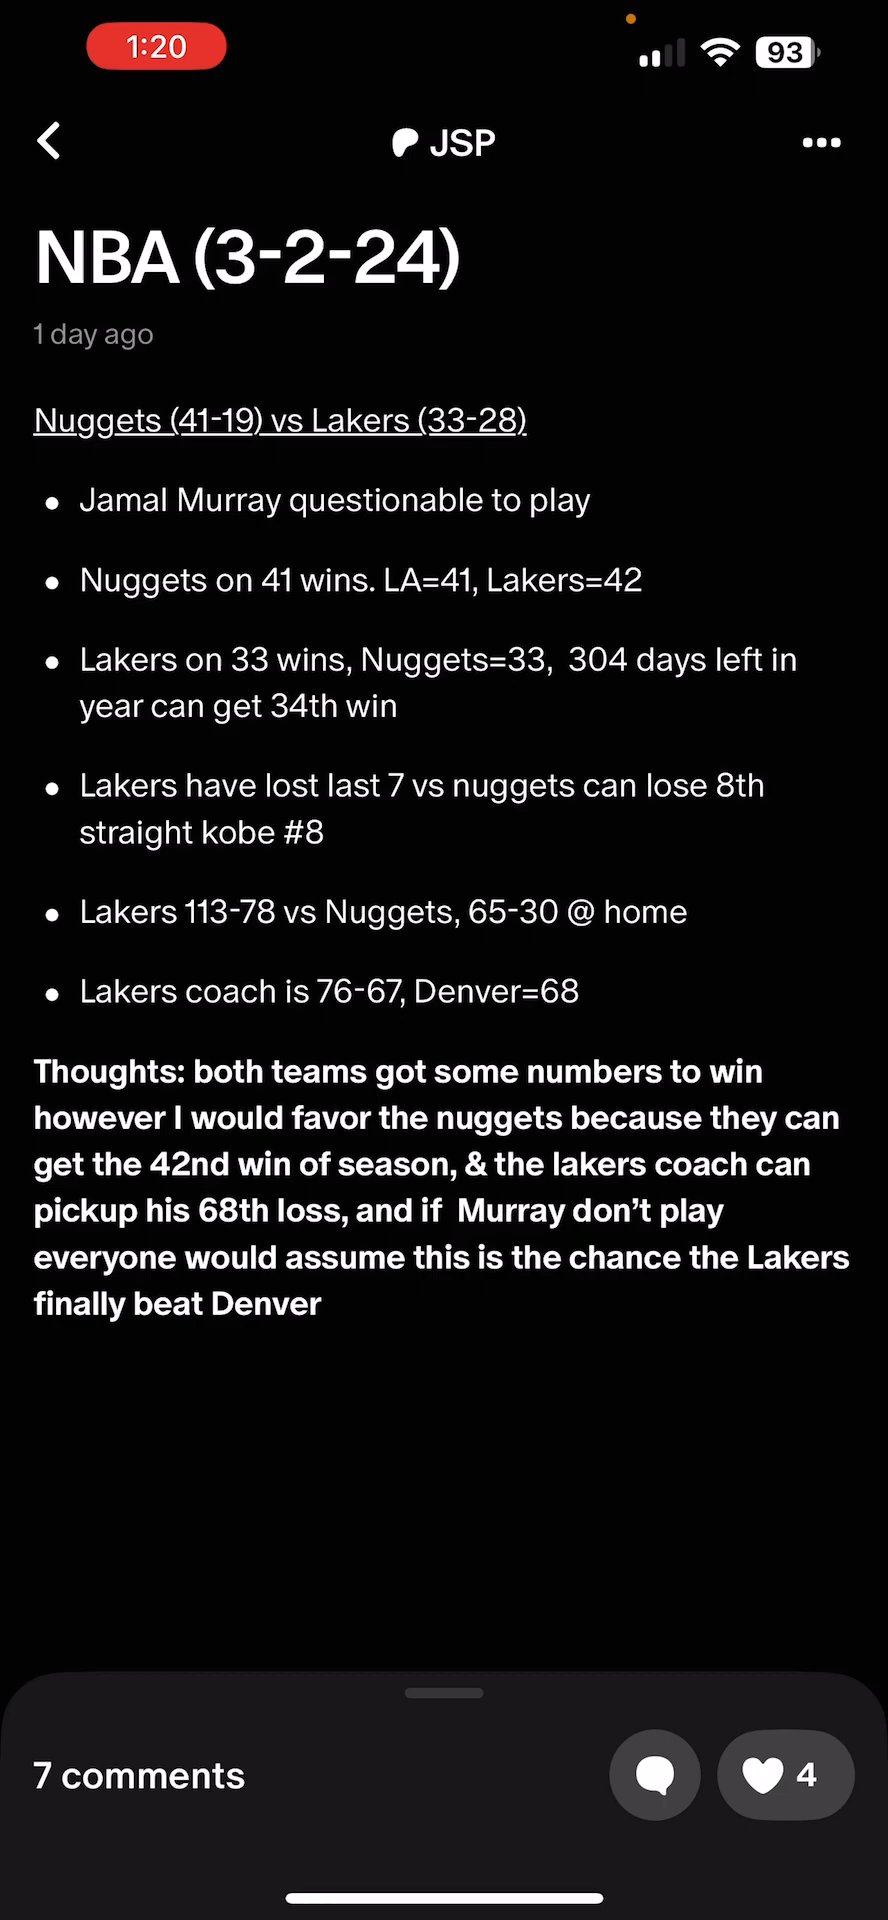 1:20
93
JSP
NBA (3-2-24)
1 day ago
Nuggets (41-19) vs Lakers (33-28)
• Jamal Murray questionable to play
• Nuggets on 41 wins. LA=41, Lakers=42
• Lakers on 33 wins, Nuggets=33,  304 days left in
year can get 34th win
• Lakers have lost last 7 vs nuggets can lose 8th
straight kobe #8
• Lakers 113-78 vs Nuggets, 65-30 @ home
• Lakers coach is 76-67, Denver=68
Thoughts: both teams got some numbers to win
however I would favor the nuggets because they can
get the 42nd win of season, & the lakers coach can
pickup his 68th loss, and if  Murray don’t play
everyone would assume this is the chance the Lakers
finally beat Denver
7 comments
4